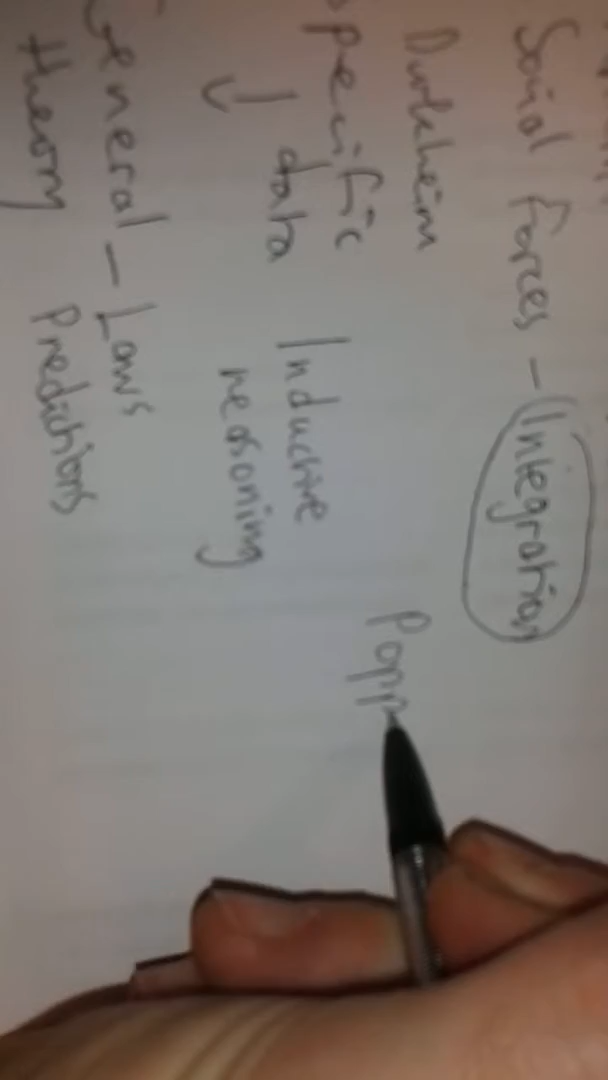 Social Forces – Integration
Durkheim
Specific
data
↓
Inductive
reasoning
Popp
General – Laws
theory Predictions